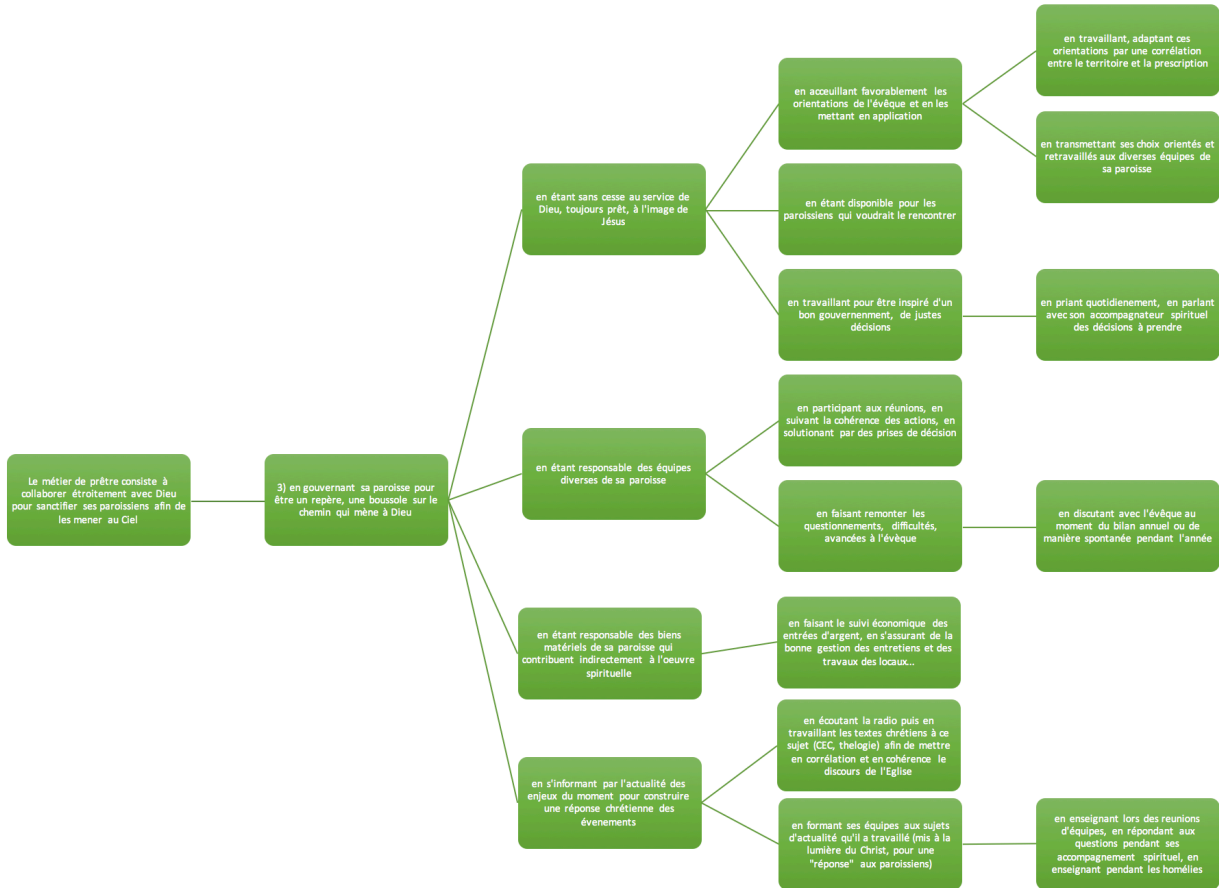 Le métier de prêtre consiste à
collaborer étroitement avec Dieu
pour sanctifier ses paroissiens afin de
les mener au Ciel
3) en gouvernant sa paroisse pour
être un repère, une boussole sur le
chemin qui mène à Dieu
en étant sans cesse au service de
Dieu, toujours prêt, à l'image de
Jésus
en acceuillant favorablement les
orientations de l'évêque et en les
mettant en application
en travaillant, adaptant ces
orientations par une corrélation
entre le territoire et la prescription
en transmettant ses choix orientés et
retravaillés aux diverses équipes de
sa paroisse
en étant disponible pour les
paroissiens qui voudrait le rencontrer
en travaillant pour être inspiré d'un
bon gouvernenment, de justes
décisions
en priant quotidienement, en parlant
avec son accompagnateur spirituel
des décisions à prendre
en étant responsable des équipes
diverses de sa paroisse
en participant aux réunions, en
suivant la cohérence des actions, en
solutionant par des prises de décision
en faisant remonter les
questionnements, difficultés,
avancées à l'évèque
en discutant avec l'évêque au
moment du bilan annuel ou de
manière spontanée pendant l'année
en étant responsable des biens
matériels de sa paroisse qui
contribuent indirectement à l'oeuvre
spirituelle
en faisant le suivi économique des
entrées d'argent, en s'assurant de la
bonne gestion des entretiens et des
travaux des locaux...
en s'informant par l'actualité des
enjeux du moment pour construire
une réponse chrétienne des
évenements
en écoutant la radio puis en
travaillant les textes chrétiens à ce
sujet (CEC, thelogie) afin de mettre
en corrélation et en cohérence le
discours de l'Eglise
en formant ses équipes aux sujets
d'actualité qu'il a travaillé (mis à la
lumière du Christ, pour une
"réponse" aux paroissiens)
en enseignant lors des reunions
d'équipes, en répondant aux
questions pendant ses
accompagnement spirituel, en
enseignant pendant les homélies